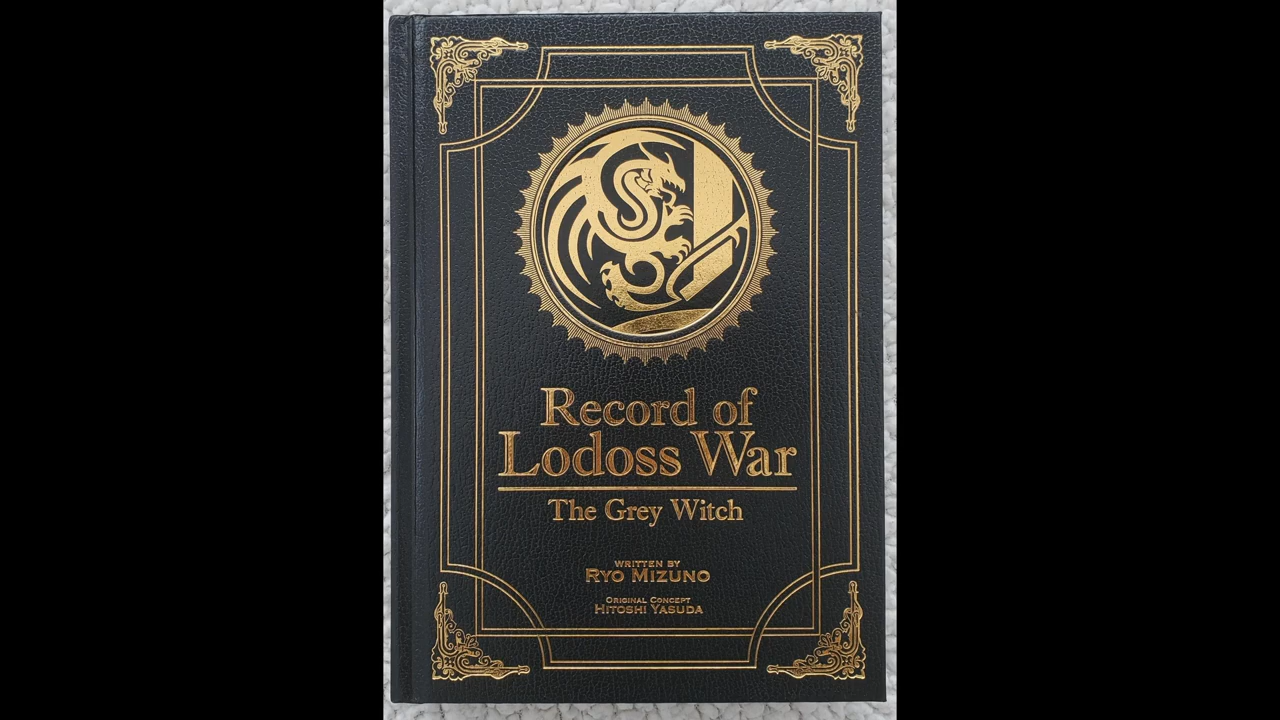 Record of
Lodoss War
The Grey Witch
WRITTEN BY
RYO MIZUNO
ORIGINAL CONCEPT
HITOSHI YASUDA